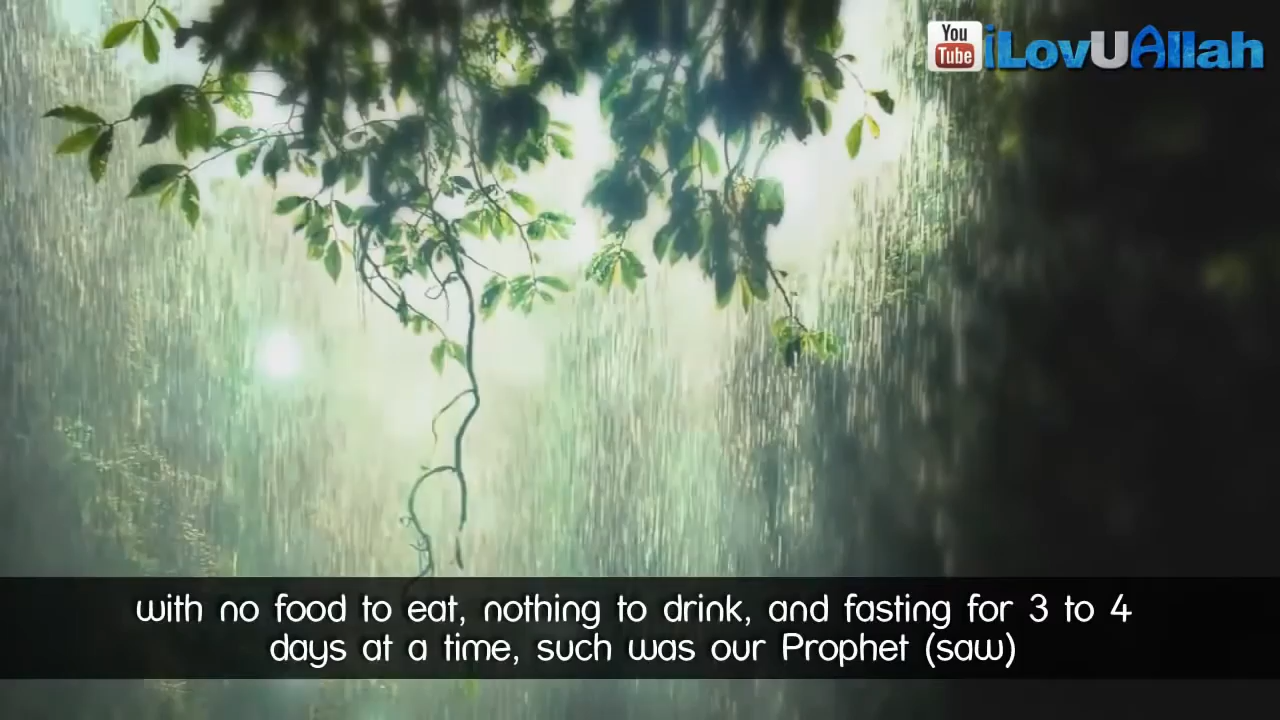 You
Tube
iLovUAllah
with no food to eat, nothing to drink, and fasting for 3 to 4
days at a time, such was our Prophet (saw)